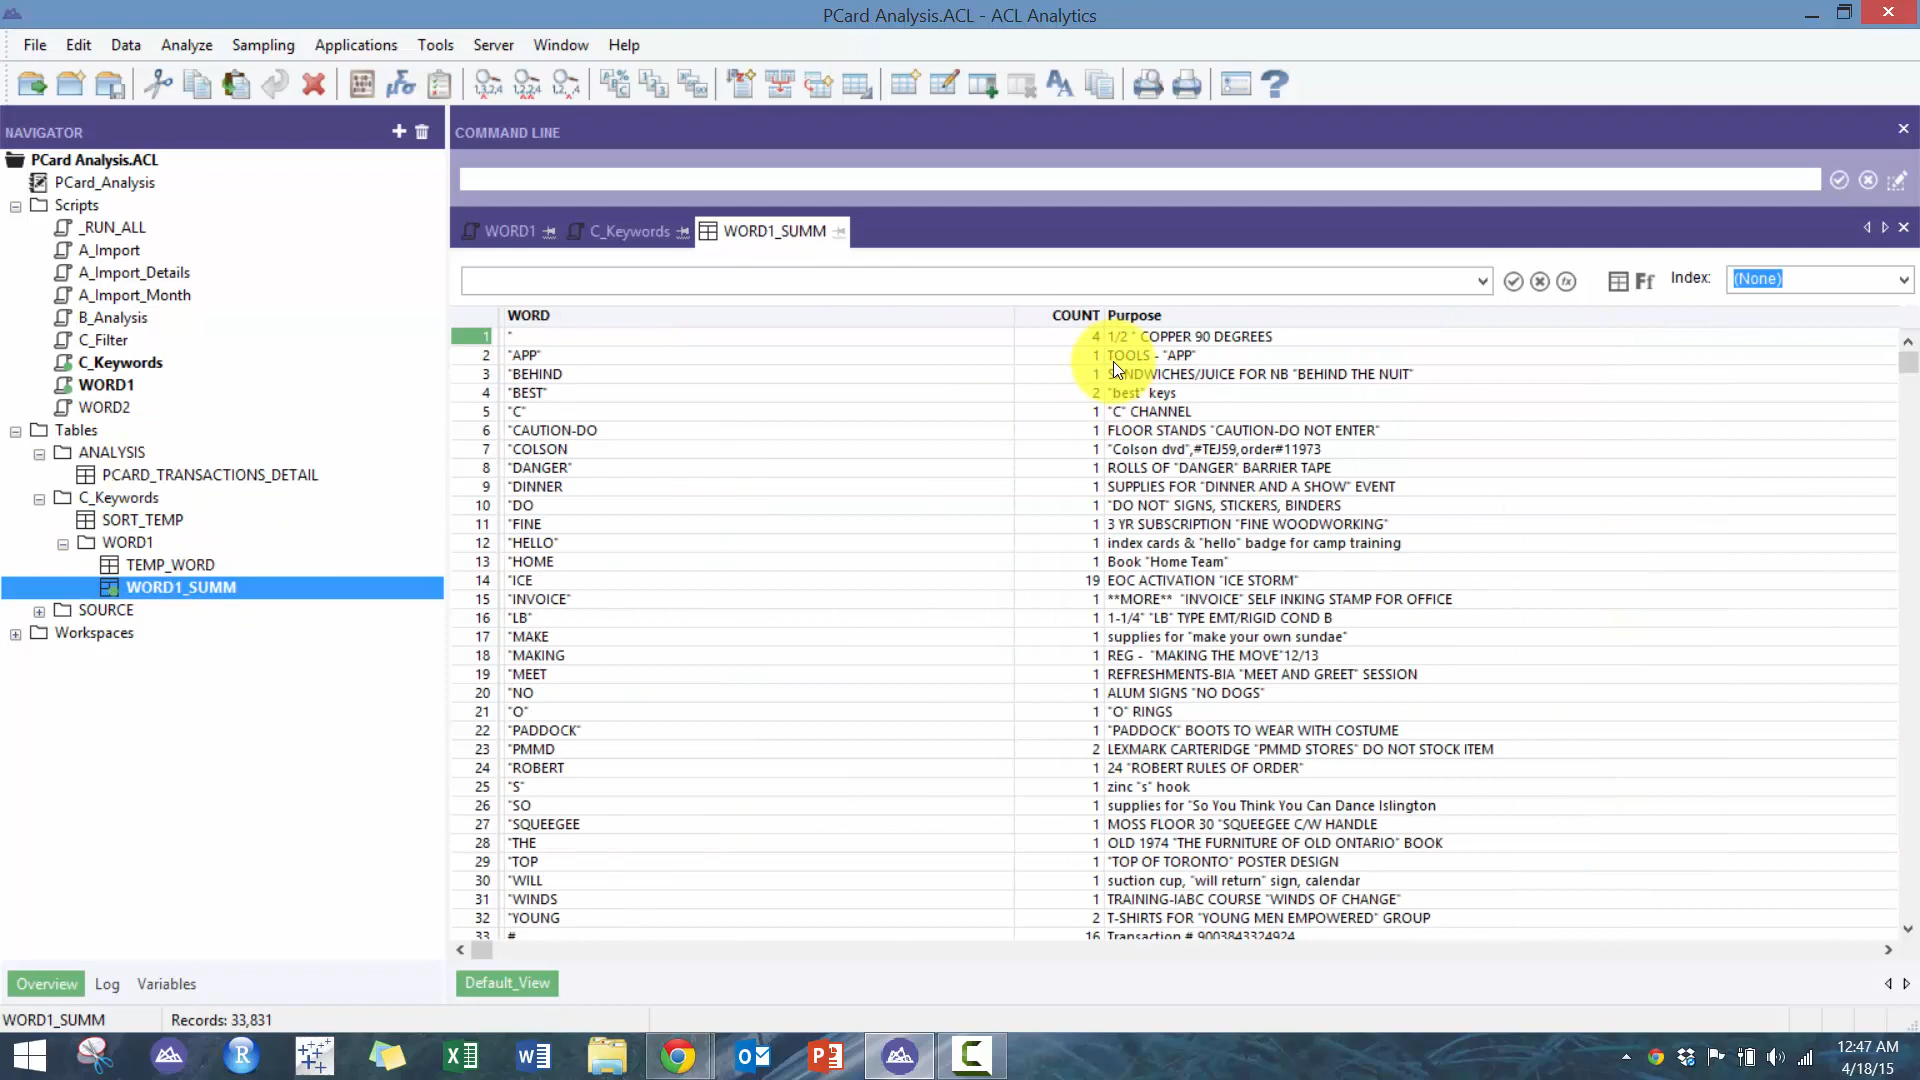 PCard Analysis.ACL - ACL Analytics
File Edit Data Analyze Sampling Applications Tools Server Window Help
NAVIGATOR
PCard Analysis.ACL
PCard_Analysis
Scripts
_RUN_ALL
A_Import
A_Import_Details
A_Import_Month
B_Analysis
C_Filter
C_Keywords
WORD1
WORD2
Tables
ANALYSIS
PCARD_TRANSACTIONS_DETAIL
C_Keywords
SORT_TEMP
WORD1
TEMP_WORD
WORD1_SUMM
SOURCE
Workspaces
Overview Log Variables
COMMAND LINE
WORD1 C_Keywords WORD1_SUMM
Index: (None)
WORD COUNT Purpose
1 " 4 1/2 " COPPER 90 DEGREES
2 "APP" 1 TOOLS - "APP"
3 "BEHIND 1 SANDWICHES/JUICE FOR NB "BEHIND THE NUIT"
4 "BEST" 2 "best" keys
5 "C" 1 "C" CHANNEL
6 "CAUTION-DO 1 FLOOR STANDS "CAUTION-DO NOT ENTER"
7 "COLSON 1 "Colson dvd",#TEJ59,order#11973
8 "DANGER" 1 ROLLS OF "DANGER" BARRIER TAPE
9 "DINNER 1 SUPPLIES FOR "DINNER AND A SHOW" EVENT
10 "DO 1 "DO NOT" SIGNS, STICKERS, BINDERS
11 "FINE 1 3 YR SUBSCRIPTION "FINE WOODWORKING"
12 "HELLO" 1 index cards & "hello" badge for camp training
13 "HOME 1 Book "Home Team"
14 "ICE 19 EOC ACTIVATION "ICE STORM"
15 "INVOICE" 1 **MORE** "INVOICE" SELF INKING STAMP FOR OFFICE
16 "LB" 1 1-1/4" "LB" TYPE EMT/RIGID COND B
17 "MAKE 1 supplies for "make your own sundae"
18 "MAKING 1 REG - "MAKING THE MOVE"12/13
19 "MEET 1 REFRESHMENTS-BIA "MEET AND GREET" SESSION
20 "NO 1 ALUM SIGNS "NO DOGS"
21 "O" 1 "O" RINGS
22 "PADDOCK" 1 "PADDOCK" BOOTS TO WEAR WITH COSTUME
23 "PMMD 2 LEXMARK CARTERIDGE "PMMD STORES" DO NOT STOCK ITEM
24 "ROBERT 1 24 "ROBERT RULES OF ORDER"
25 "S" 1 zinc "s" hook
26 "SO 1 supplies for "So You Think You Can Dance Islington
27 "SQUEEGEE 1 MOSS FLOOR 30 "SQUEEGEE C/W HANDLE
28 "THE 1 OLD 1974 "THE FURNITURE OF OLD ONTARIO" BOOK
29 "TOP 1 "TOP OF TORONTO" POSTER DESIGN
30 "WILL 1 suction cup, "will return" sign, calendar
31 "WINDS 1 TRAINING-IABC COURSE "WINDS OF CHANGE"
32 "YOUNG 2 T-SHIRTS FOR "YOUNG MEN EMPOWERED" GROUP
33 # 16 Transaction # 9003843324924
Default_View
WORD1_SUMM Records: 33,831
12:47 AM
4/18/15